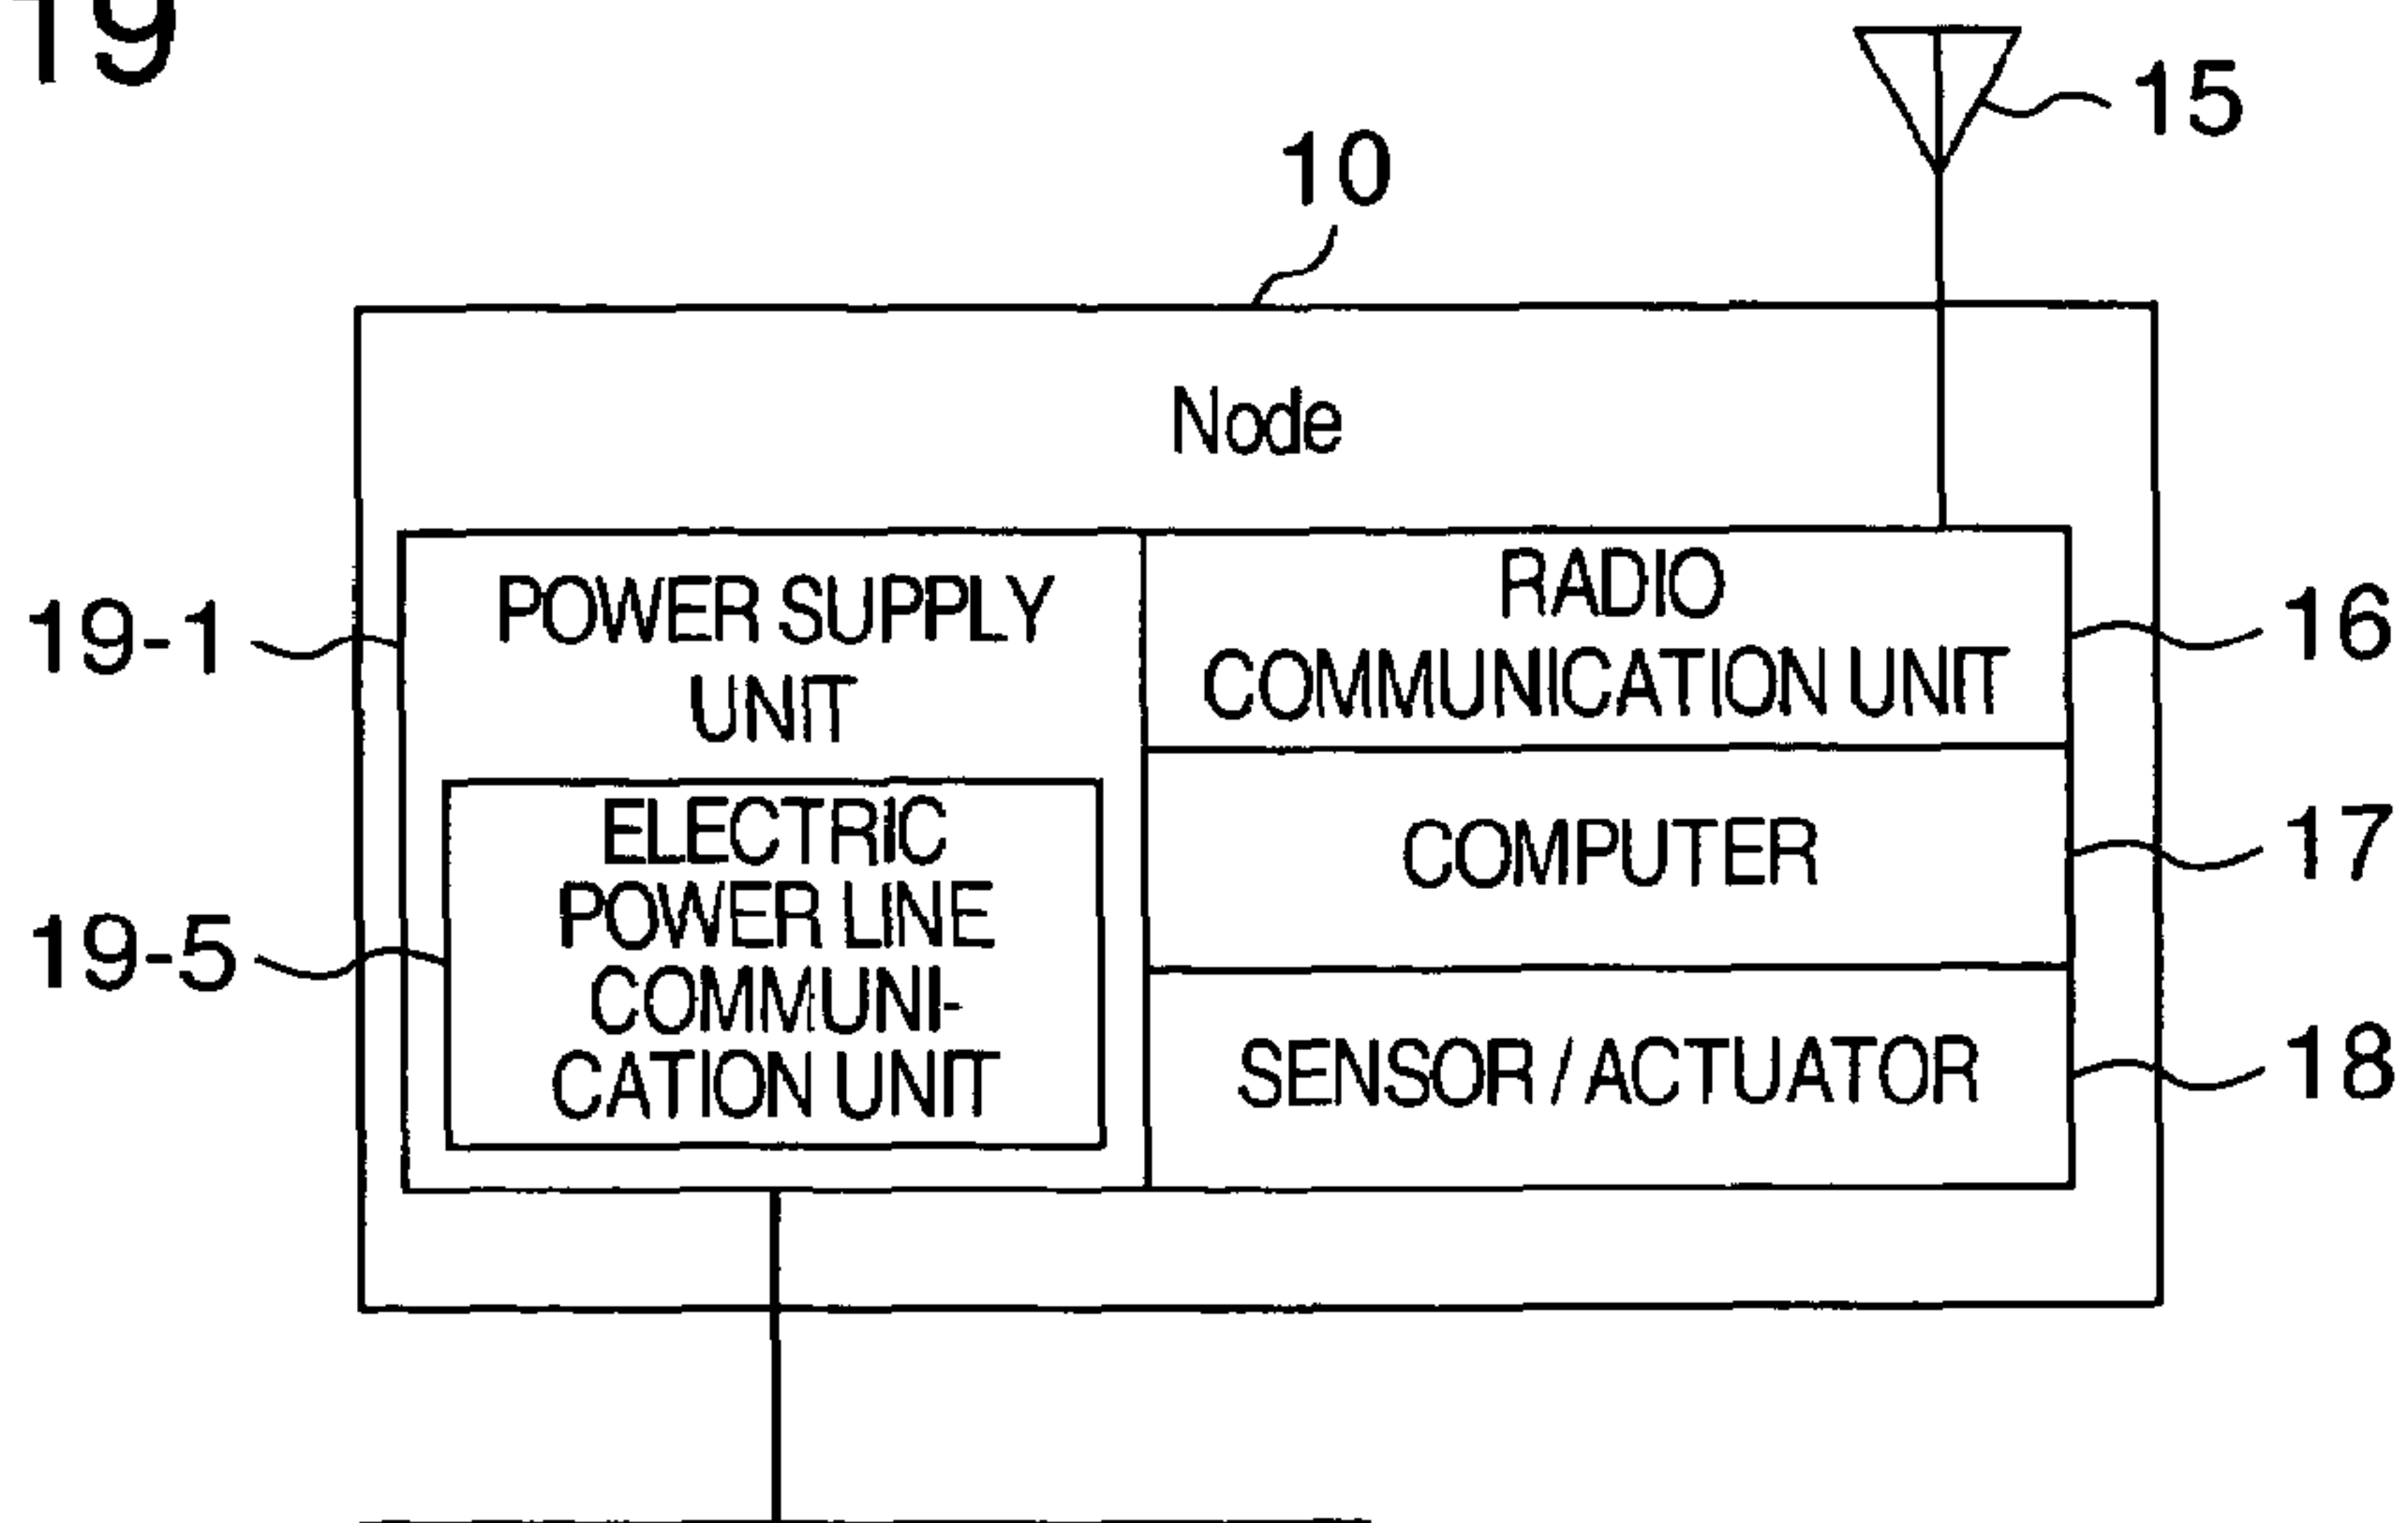 19
15
10
Node
19-1
POWER SUPPLY
UNIT
RADIO
COMMUNICATION UNIT
16
COMPUTER
17
19-5
ELECTRIC
POWER LINE
COMMUNI-
CATION UNIT
SENSOR/ACTUATOR
18